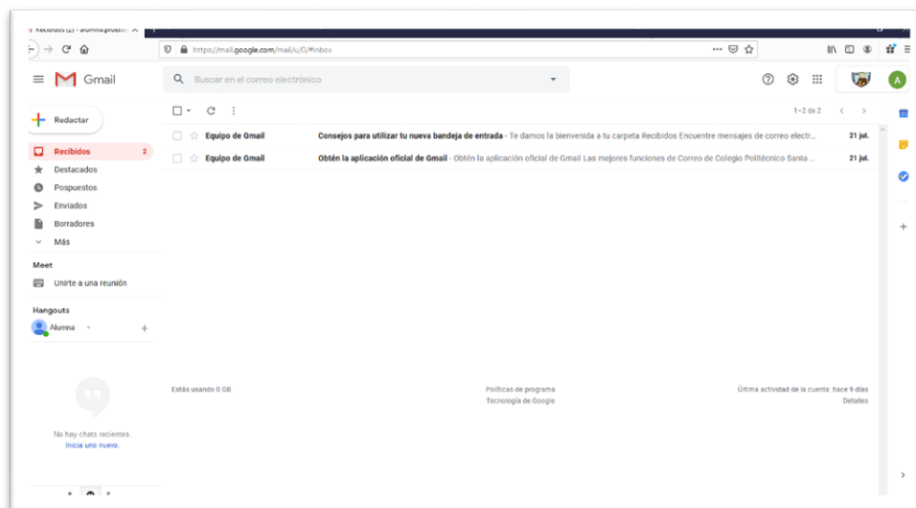 Recibidos (2) - alumna.prueb
https://mail.google.com/mail/u/0/#inbox
Gmail
Buscar en el correo electrónico
A
Redactar
1–2 de 2
Recibidos 2
Equipo de Gmail Consejos para utilizar tu nueva bandeja de entrada - Te damos la bienvenida a tu carpeta Recibidos Encuentre mensajes de correo electr... 21 jul.
Destacados
Equipo de Gmail Obtén la aplicación oficial de Gmail - Obtén la aplicación oficial de Gmail Las mejores funciones de Correo de Colegio Politécnico Santa ... 21 jul.
Pospuestos
Enviados
Borradores
Más
Meet
Unirte a una reunión
Hangouts
Alumna
No hay chats recientes.
Inicia uno nuevo.
Estás usando 0 GB.
Políticas de programa
Tecnología de Google
Última actividad de la cuenta: hace 9 días
Detalles